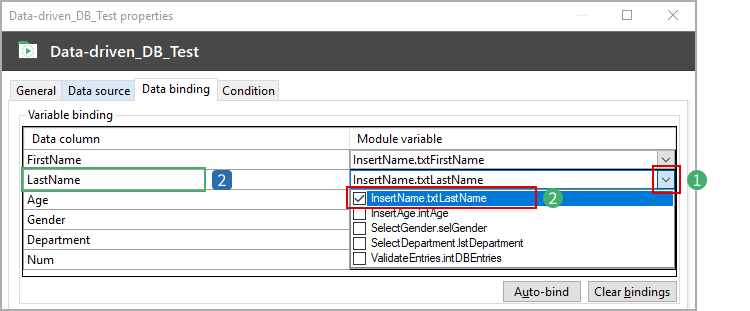 Data-driven_DB_Test properties
Data-driven_DB_Test
General Data source Data binding Condition
Variable binding
Data column Module variable
FirstName InsertName.txtFirstName
LastName 2 InsertName.txtLastName 1
Age InsertName.txtLastName 2
InsertAge.intAge
Gender SelectGender.selGender
Department SelectDepartment.lstDepartment
Num ValidateEntries.intDBEntries
Auto-bind Clear bindings